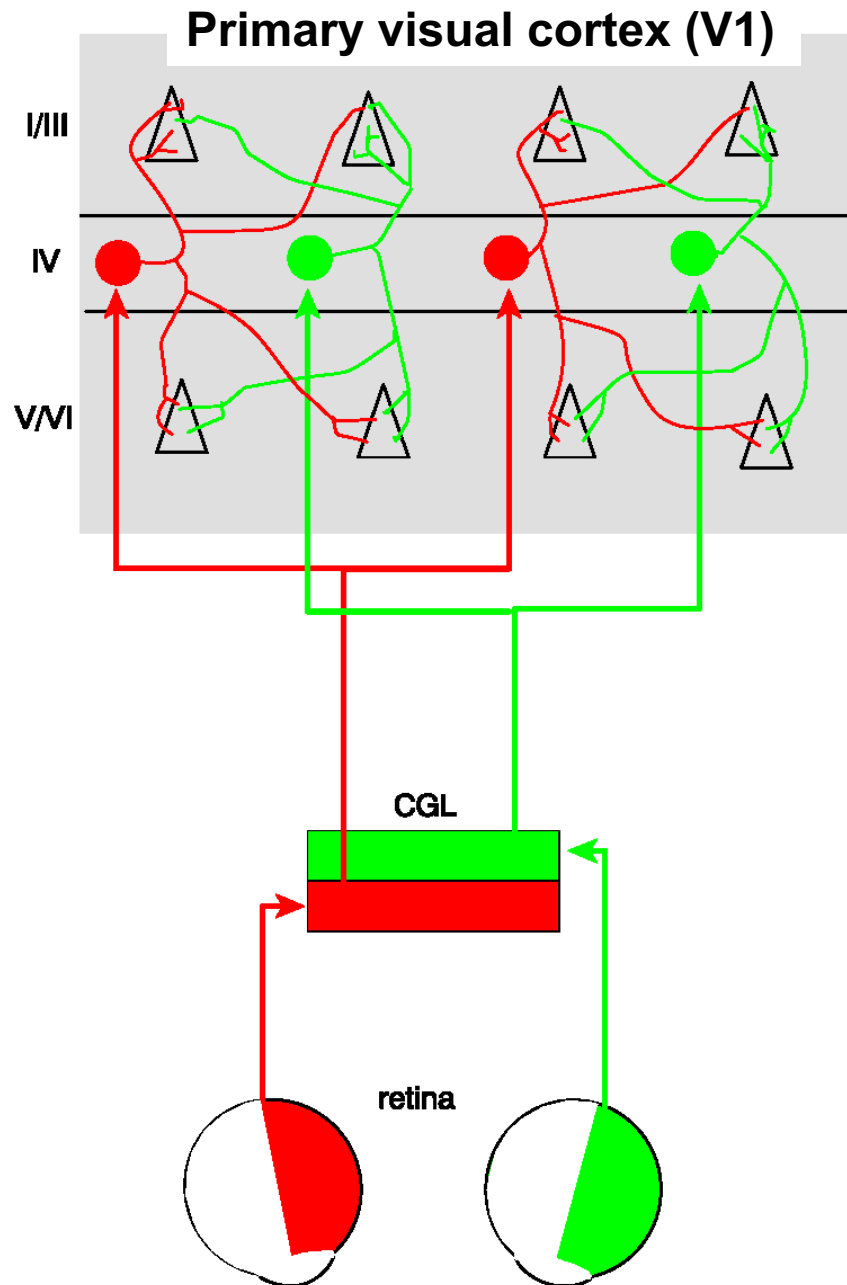 Primary visual cortex (V1)
I/III
IV
V/VI
CGL
retina